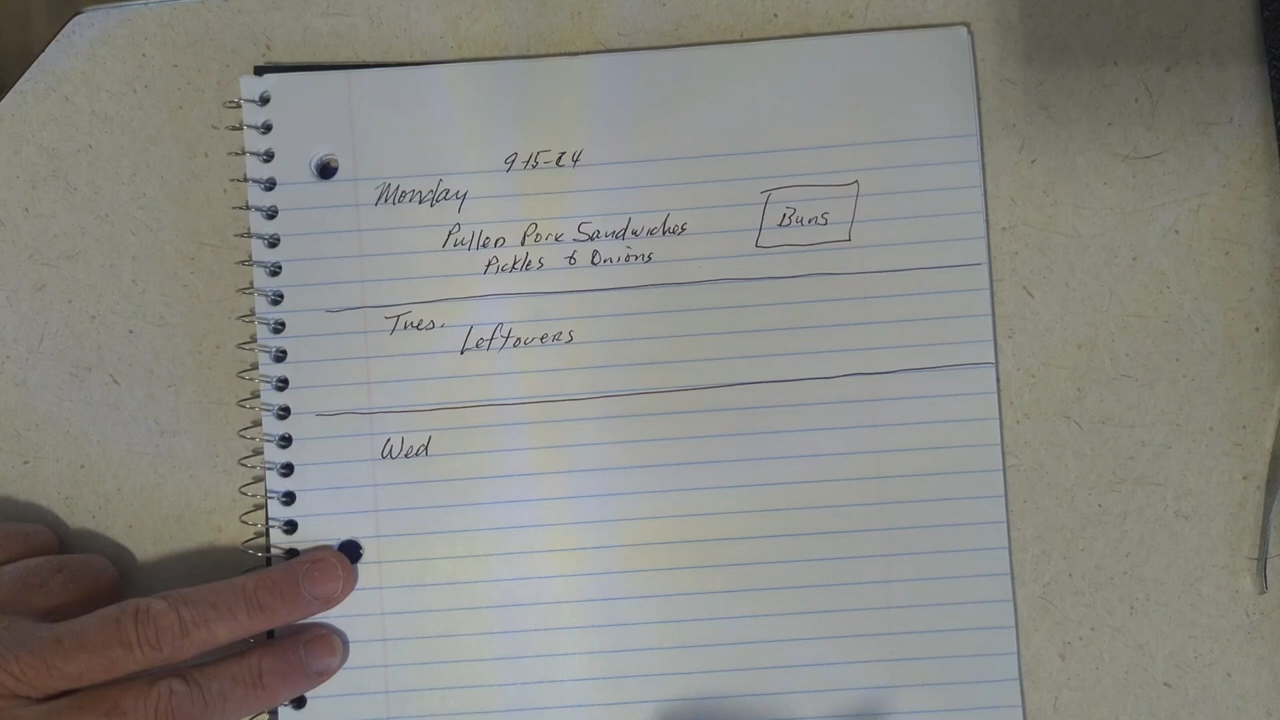 9-15-24
Monday
Buns
Pulled Pork Sandwiches
Pickles & Onions
Tues.
Leftovers
Wed